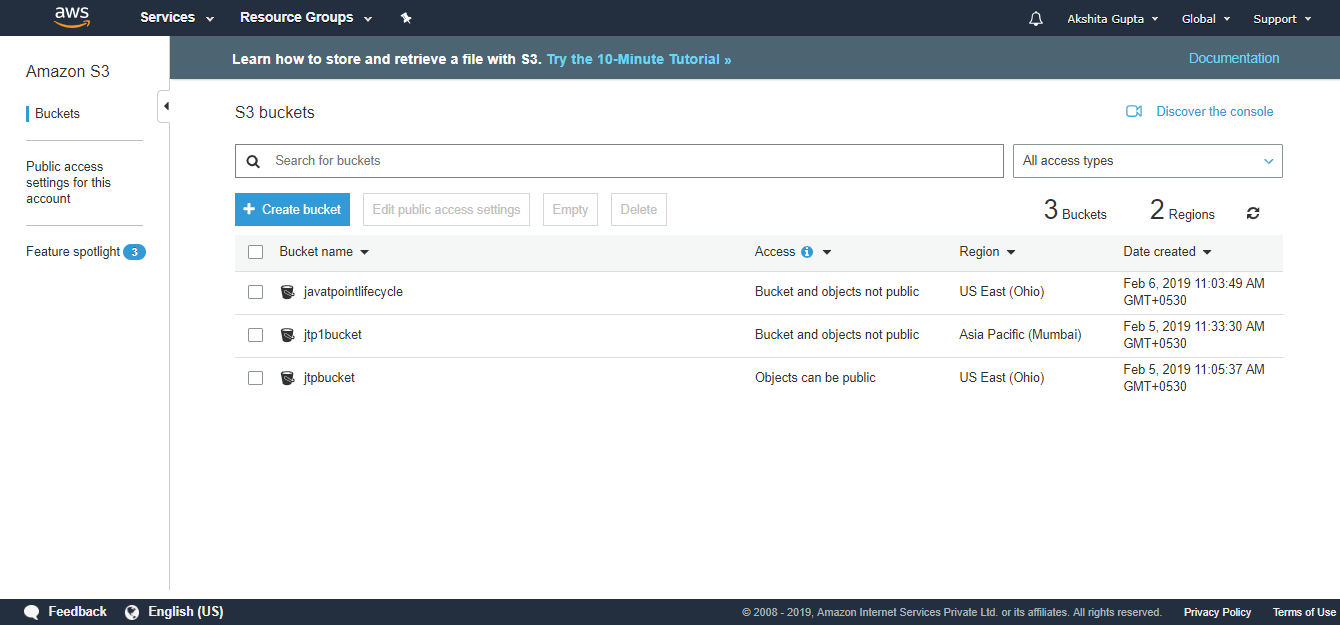 aws Services Resource Groups Akshita Gupta Global Support
Amazon S3
Buckets
Public access
settings for this
account
Feature spotlight 3
Learn how to store and retrieve a file with S3. Try the 10-Minute Tutorial » Documentation
S3 buckets Discover the console
Search for buckets All access types
+ Create bucket Edit public access settings Empty Delete 3 Buckets 2 Regions
Bucket name Access i Region Date created
javatpointlifecycle Bucket and objects not public US East (Ohio) Feb 6, 2019 11:03:49 AM
GMT+0530
jtp1bucket Bucket and objects not public Asia Pacific (Mumbai) Feb 5, 2019 11:33:30 AM
GMT+0530
jtpbucket Objects can be public US East (Ohio) Feb 5, 2019 11:05:37 AM
GMT+0530
Feedback English (US) © 2008 - 2019, Amazon Internet Services Private Ltd. or its affiliates. All rights reserved. Privacy Policy Terms of Use